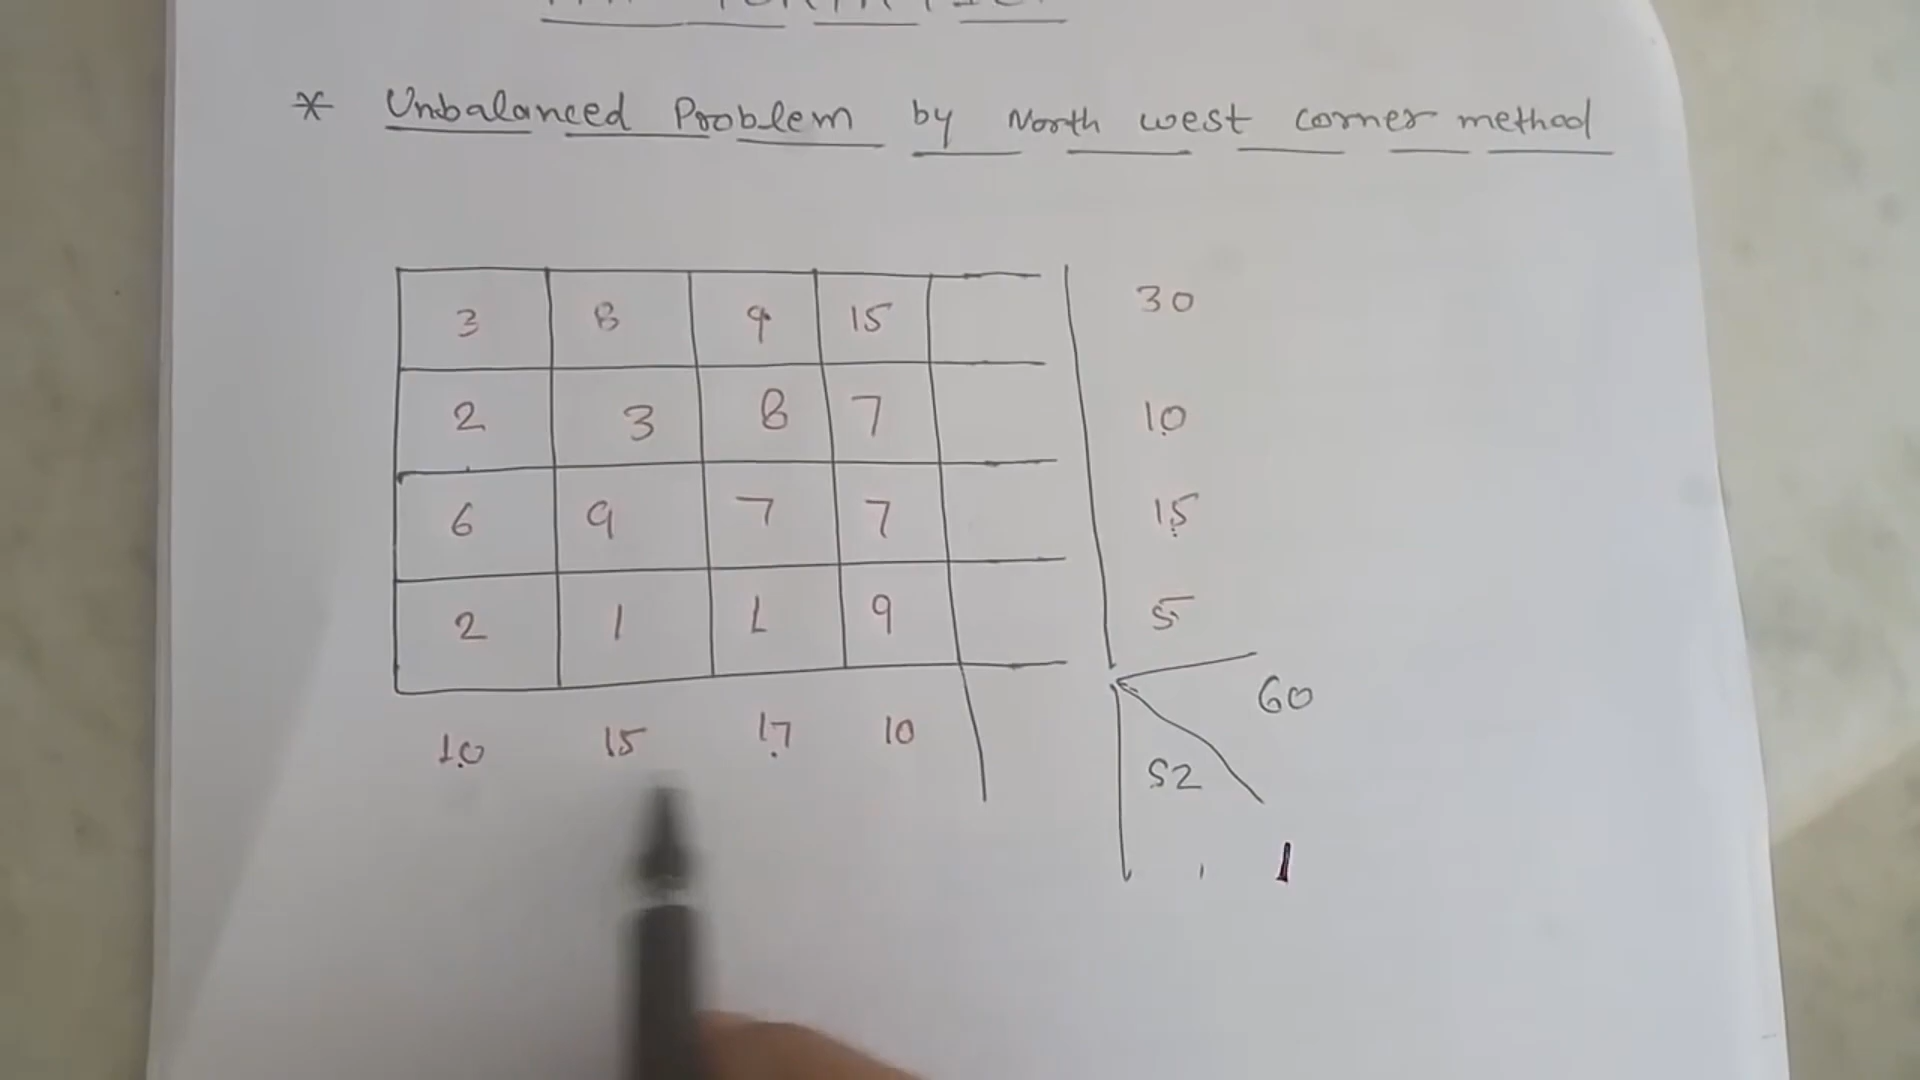 * Unbalanced Problem by North west corner method
3 8 9 15 30
2 3 8 7 10
6 9 7 7 15
2 1 1 9 5
60
10 15 17 10
52